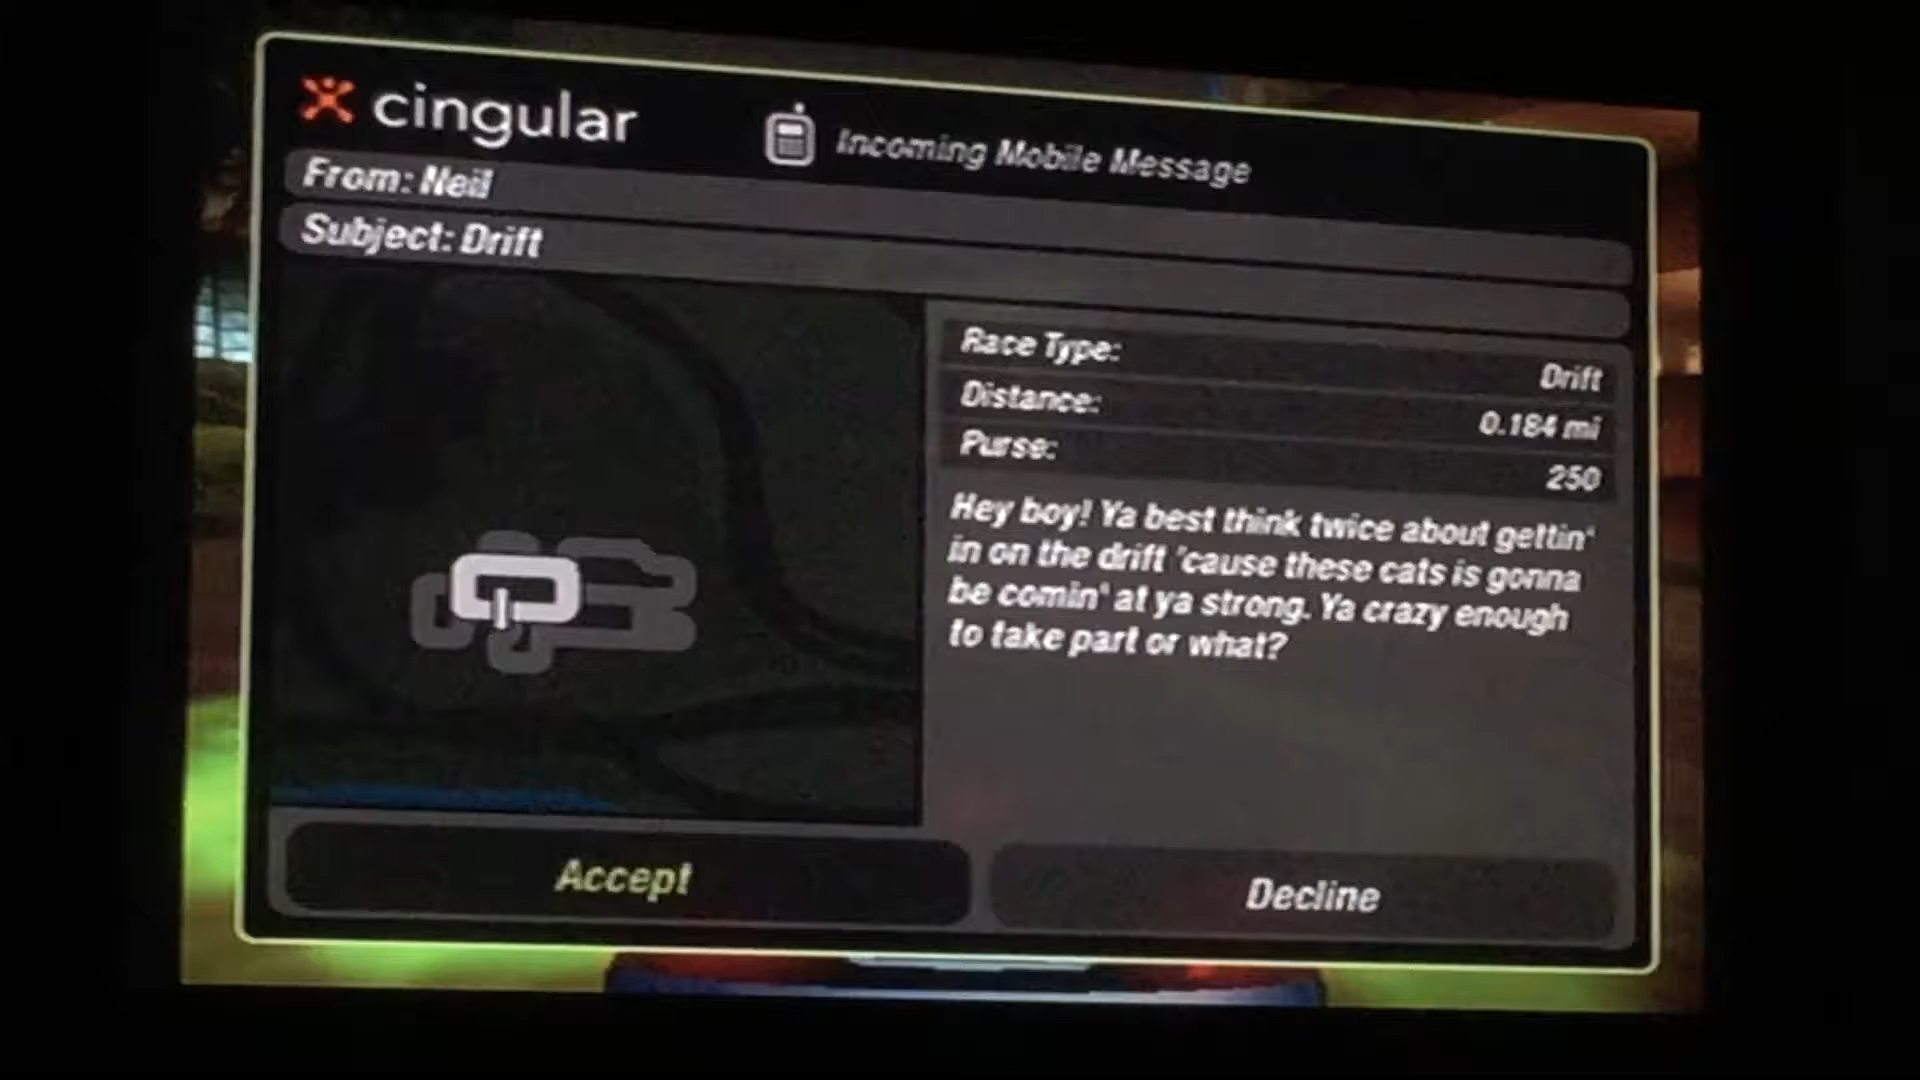 cingular
Incoming Mobile Message
From: Neil
Subject: Drift
Race Type: Drift
Distance: 0.184 mi
Purse: 250
Hey boy! Ya best think twice about gettin'
in on the drift 'cause these cats is gonna
be comin' at ya strong. Ya crazy enough
to take part or what?
Accept
Decline